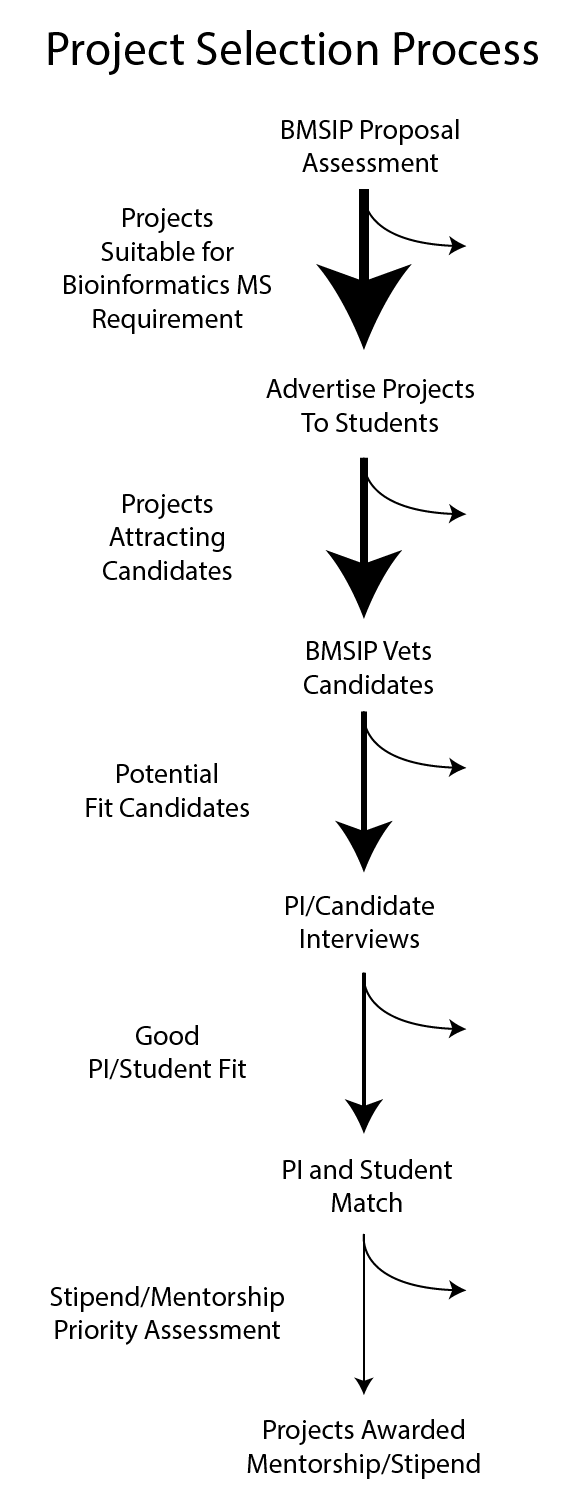 Project Selection Process
BMSIP Proposal
Assessment
Projects
Suitable for
Bioinformatics MS
Requirement
Advertise Projects
To Students
Projects
Attracting
Candidates
BMSIP Vets
Candidates
Potential
Fit Candidates
PI/Candidate
Interviews
Good
PI/Student Fit
PI and Student
Match
Stipend/Mentorship
Priority Assessment
Projects Awarded
Mentorship/Stipend